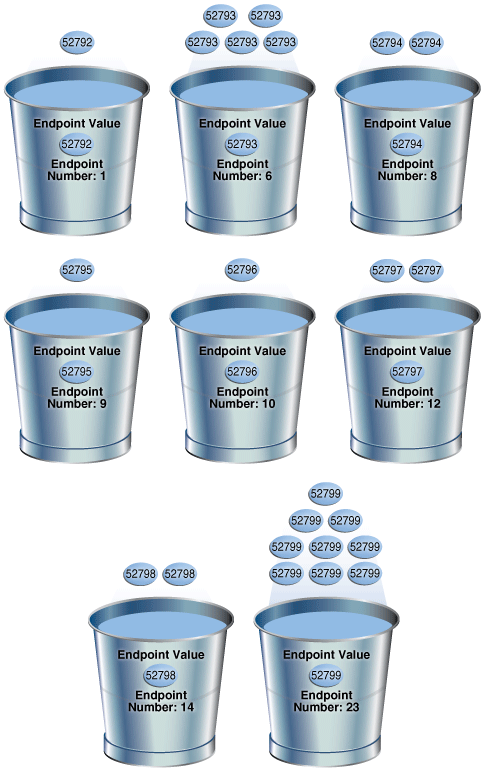 52792
Endpoint Value
52792
Endpoint
Number: 1
52793 52793
52793 52793 52793
Endpoint Value
52793
Endpoint
Number: 6
52794 52794
Endpoint Value
52794
Endpoint
Number: 8
52795
Endpoint Value
52795
Endpoint
Number: 9
52796
Endpoint Value
52796
Endpoint
Number: 10
52797 52797
Endpoint Value
52797
Endpoint
Number: 12
52798 52798
Endpoint Value
52798
Endpoint
Number: 14
52799
52799 52799
52799 52799 52799
52799 52799 52799
Endpoint Value
52799
Endpoint
Number: 23